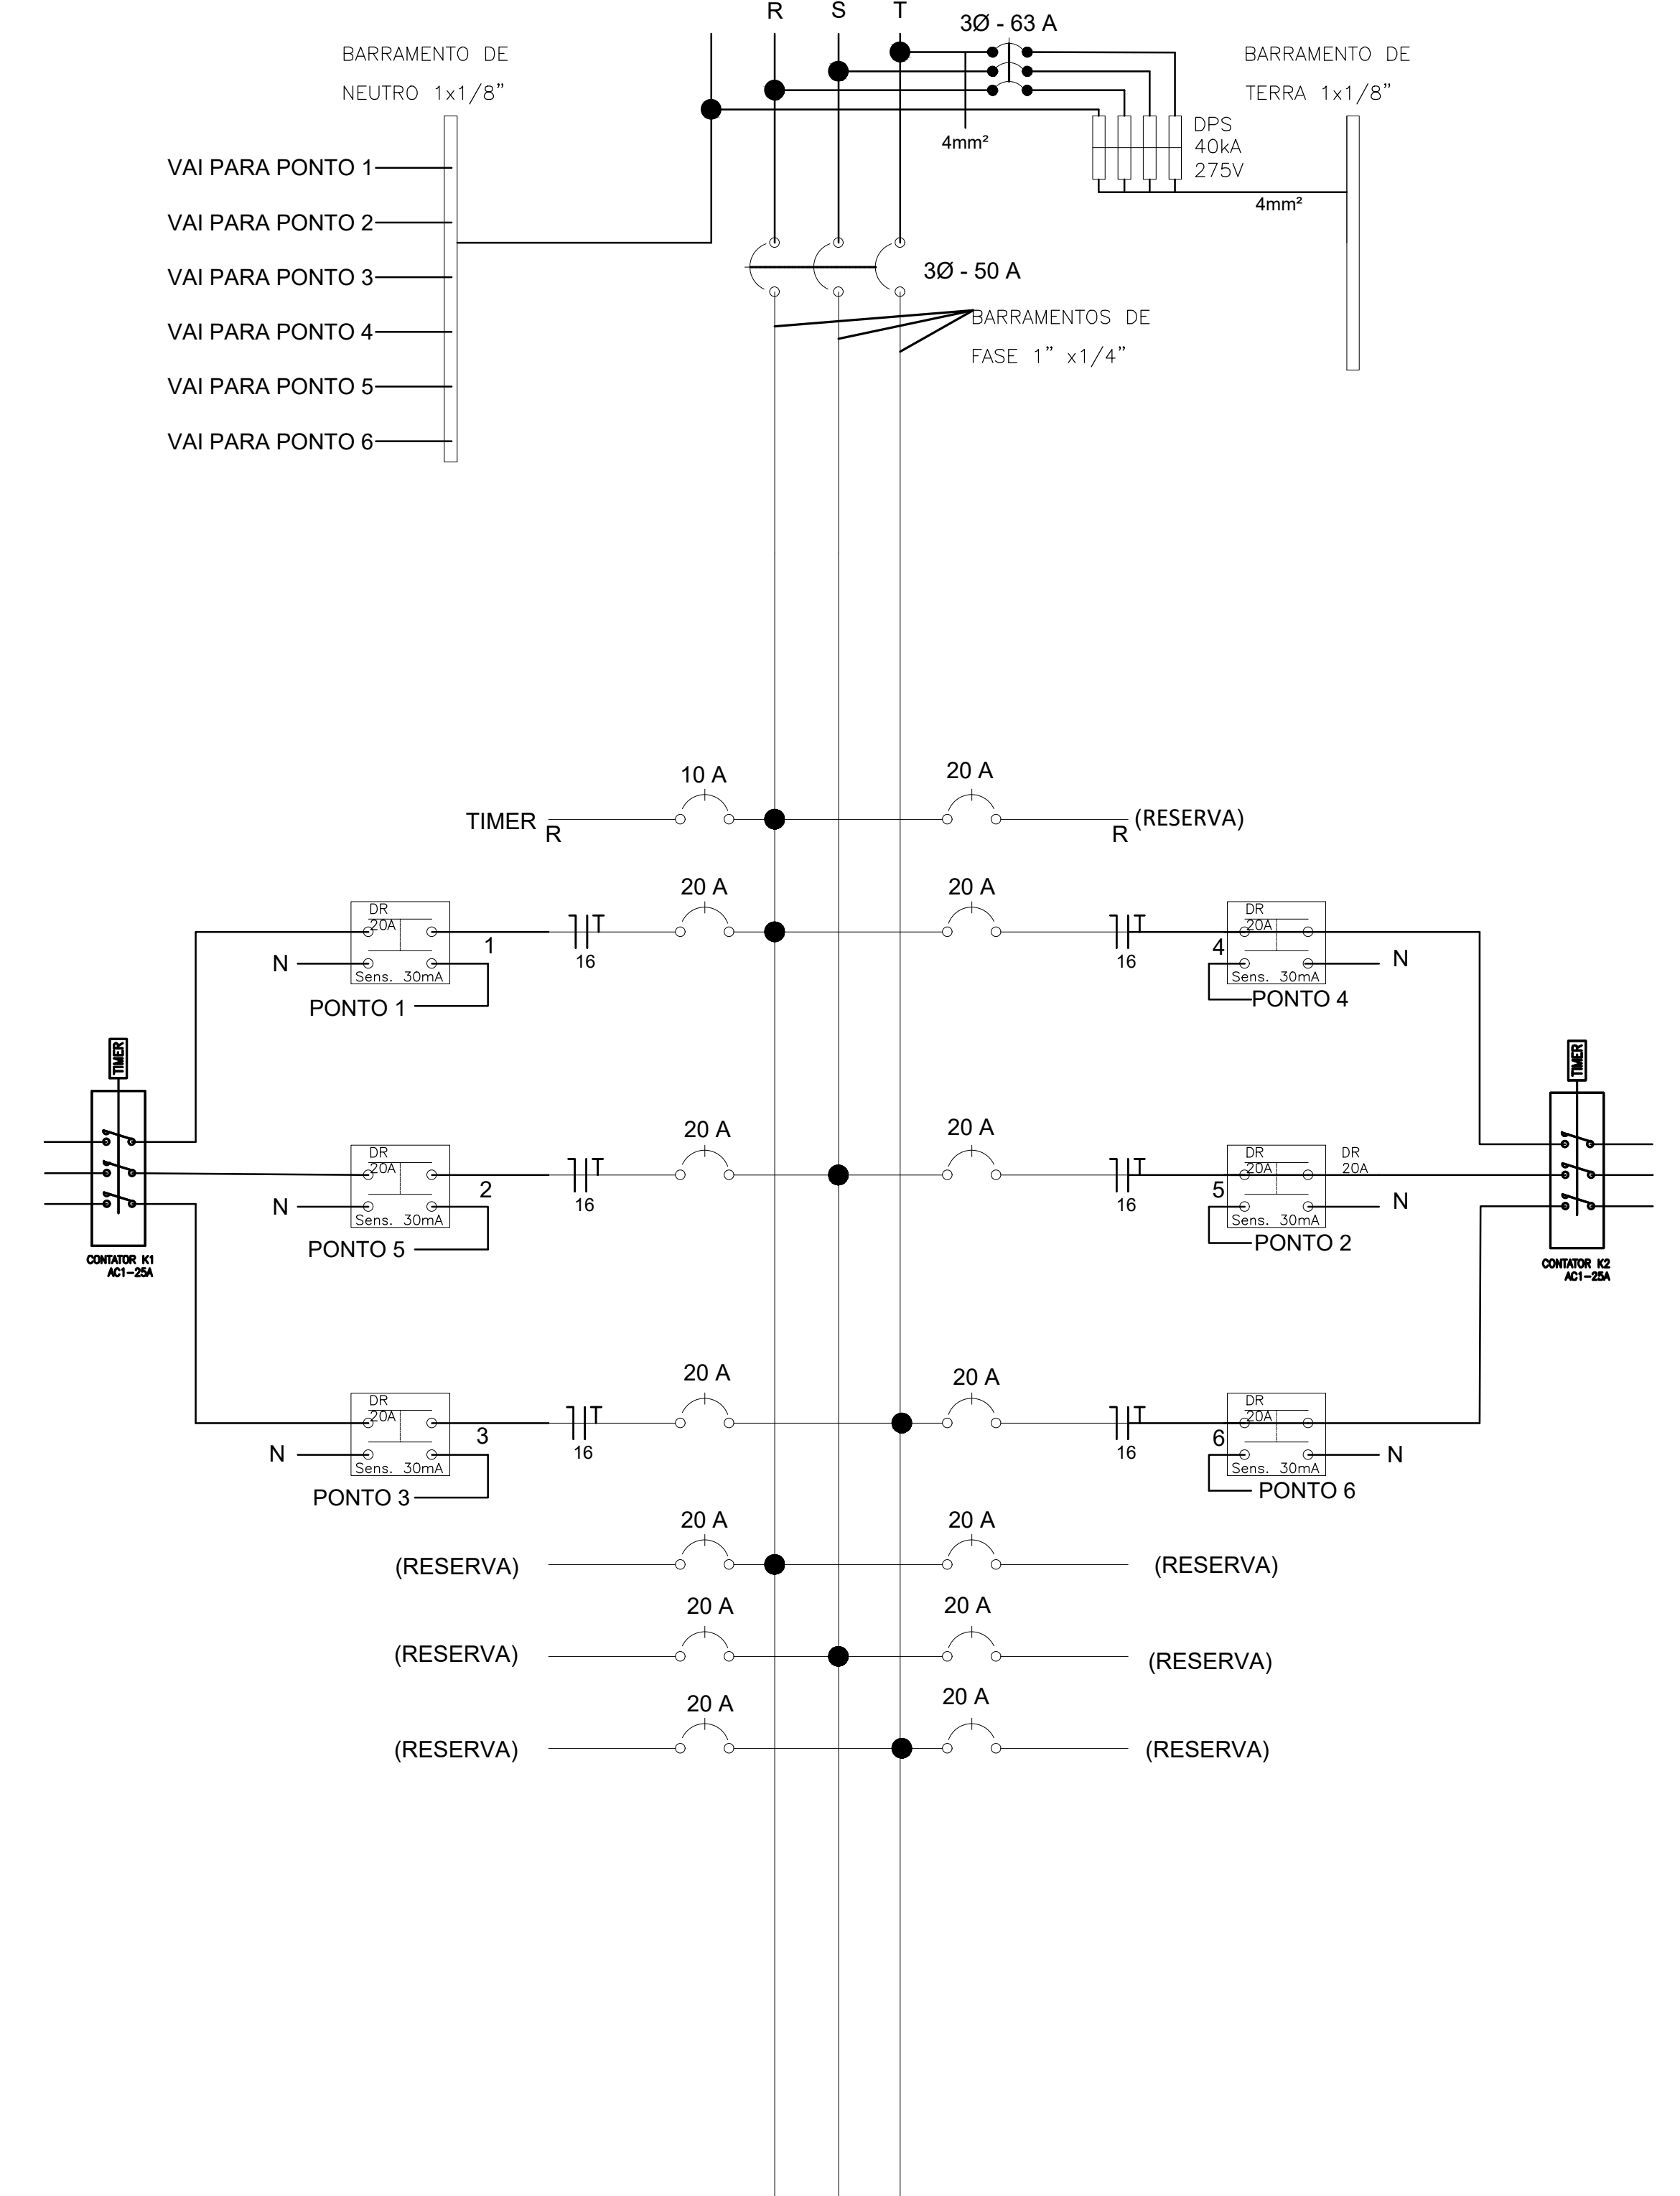 R
S
T
3Ø - 63 A
BARRAMENTO DE
NEUTRO 1x1/8”
BARRAMENTO DE
TERRA 1x1/8”
4mm²
DPS
40kA
275V
4mm²
VAI PARA PONTO 1
VAI PARA PONTO 2
VAI PARA PONTO 3
VAI PARA PONTO 4
VAI PARA PONTO 5
VAI PARA PONTO 6
3Ø - 50 A
BARRAMENTOS DE
FASE 1” x1/4”
10 A
20 A
TIMER
R
R
(RESERVA)
20 A
20 A
DR
20A
1
T
16
N
Sens. 30mA
PONTO 1
T
16
DR
20A
4
N
Sens. 30mA
PONTO 4
TIMER
TIMER
20 A
20 A
DR
20A
2
T
16
N
Sens. 30mA
PONTO 5
T
16
DR
20A
DR
20A
5
N
Sens. 30mA
PONTO 2
CONTATOR K1
AC1-25A
CONTATOR K2
AC1-25A
20 A
20 A
DR
20A
3
T
16
N
Sens. 30mA
PONTO 3
T
16
DR
20A
6
N
Sens. 30mA
PONTO 6
20 A
20 A
(RESERVA)
(RESERVA)
20 A
20 A
(RESERVA)
(RESERVA)
20 A
20 A
(RESERVA)
(RESERVA)